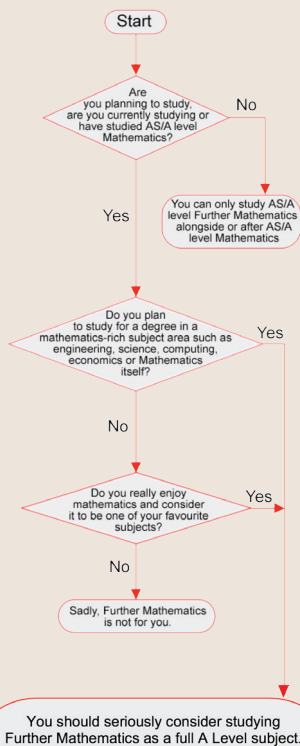 Start
Are
you planning to study,
are you currently studying or
have studied AS/A level
Mathematics?
No
You can only study AS/A
level Further Mathematics
alongside or after AS/A
level Mathematics
Yes
Do you plan
to study for a degree in a
mathematics-rich subject area such as
engineering, science, computing,
economics or Mathematics
itself?
Yes
No
Do you really enjoy
mathematics and consider
it to be one of your favourite
subjects?
Yes
No
Sadly, Further Mathematics
is not for you.
You should seriously consider studying
Further Mathematics as a full A Level subject.